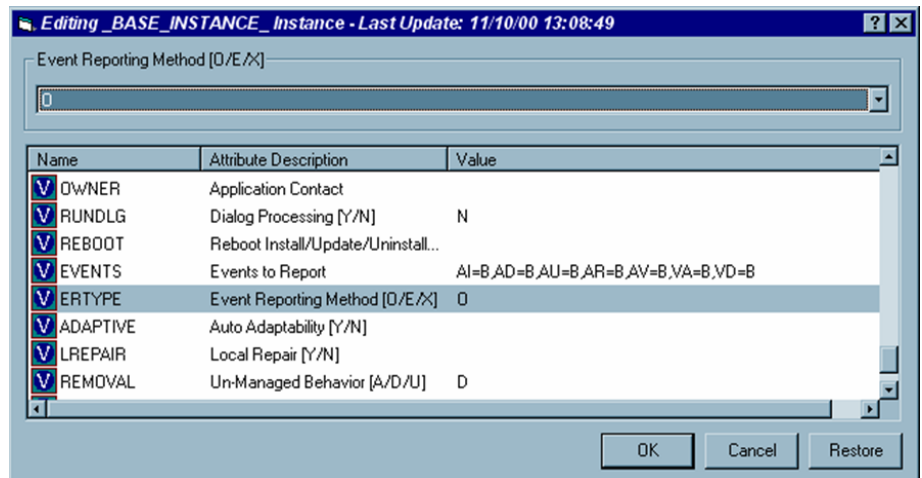 Editing _BASE_INSTANCE_ Instance - Last Update: 11/10/00 13:08:49
Event Reporting Method [O/E/X]
O
Name Attribute Description Value
V OWNER Application Contact
V RUNDLG Dialog Processing [Y/N] N
V REBOOT Reboot Install/Update/Uninstall...
V EVENTS Events to Report AI=B,AD=B,AU=B,AR=B,AV=B,VA=B,VD=B
V ERTYPE Event Reporting Method [O/E/X] O
V ADAPTIVE Auto Adaptability [Y/N]
V LREPAIR Local Repair [Y/N]
V REMOVAL Un-Managed Behavior [A/D/U] D
OK Cancel Restore